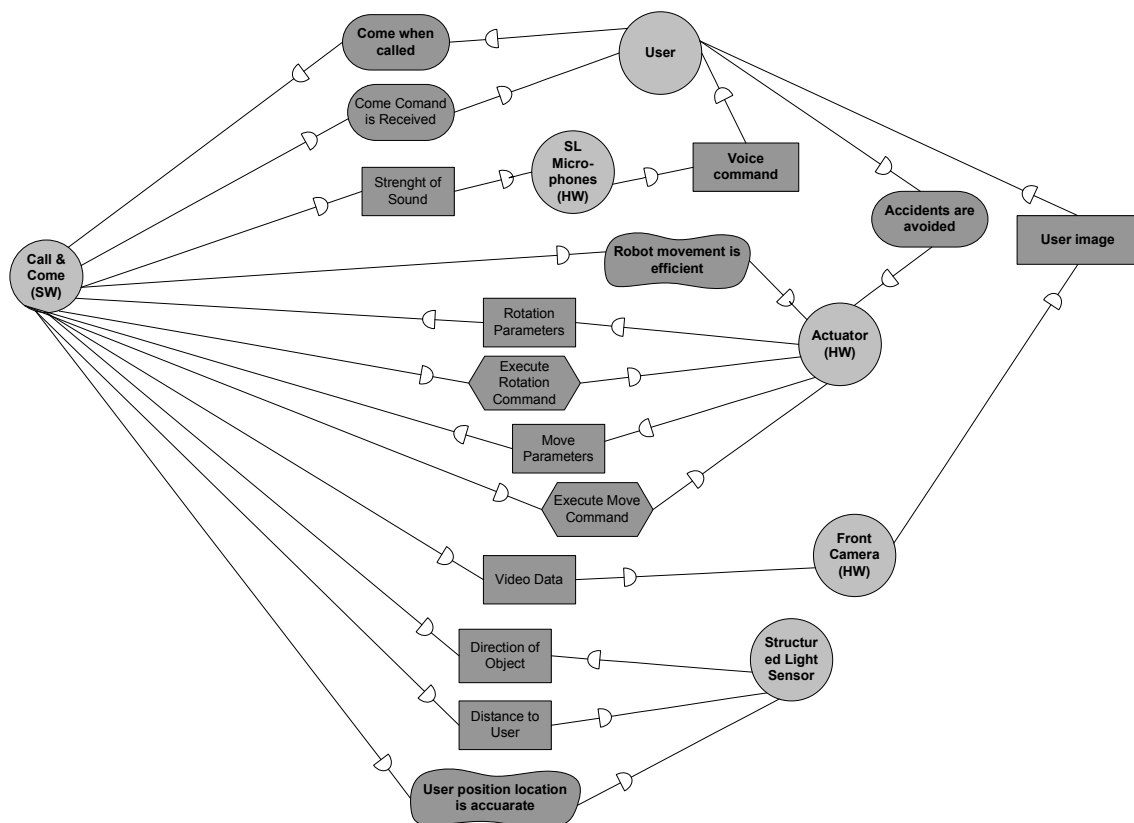 Come when
called
User
Come Comand
is Received
SL
Micro-
phones
(HW)
Voice
command
Strenght of
Sound
Accidents are
avoided
User image
Call &
Come
(SW)
Robot movement is
efficient
Rotation
Parameters
Actuator
(HW)
Execute
Rotation
Command
Move
Parameters
Execute Move
Command
Front
Camera
(HW)
Video Data
Direction of
Object
Structur
ed Light
Sensor
Distance to
User
User position location
is accuarate